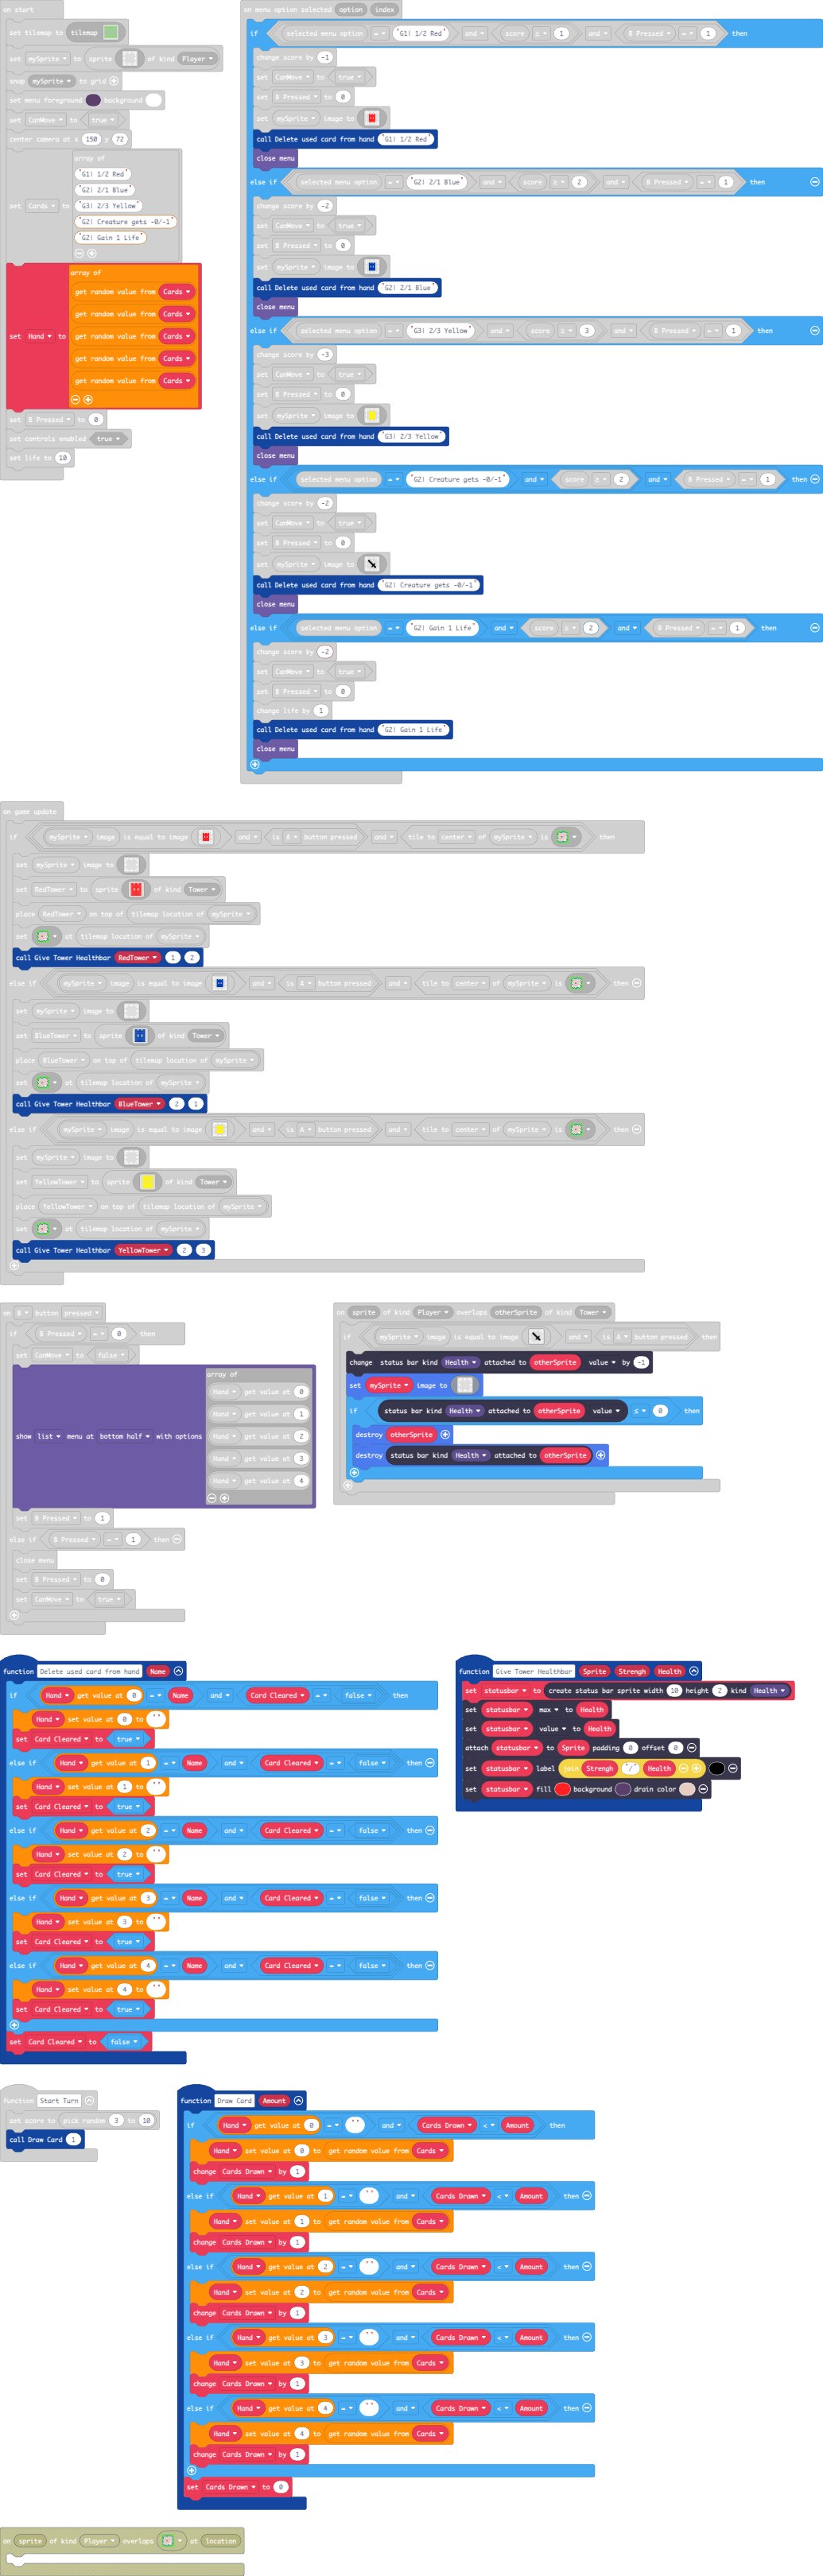 on start
set tilemap to tilemap
set mySprite to sprite of kind Player
snap mySprite to grid
set menu foreground background
set CanMove to true
center camera at x 150 y 72
set Cards to array of
"G1| 1/2 Red"
"G2| 2/1 Blue"
"G3| 2/3 Yellow"
"G2| Creature gets -0/-1"
"G2| Gain 1 Life"
set Hand to array of
get random value from Cards
get random value from Cards
get random value from Cards
get random value from Cards
get random value from Cards
set B Pressed to 0
set controls enabled true
set life to 10
on menu option selected option index
if selected menu option = "G1| 1/2 Red" and score ≥ 1 and B Pressed = 1 then
change score by -1
set CanMove to true
set B Pressed to 0
set mySprite image to
call Delete used card from hand "G1| 1/2 Red"
close menu
else if selected menu option = "G2| 2/1 Blue" and score ≥ 2 and B Pressed = 1 then
change score by -2
set CanMove to true
set B Pressed to 0
set mySprite image to
call Delete used card from hand "G2| 2/1 Blue"
close menu
else if selected menu option = "G3| 2/3 Yellow" and score ≥ 3 and B Pressed = 1 then
change score by -3
set CanMove to true
set B Pressed to 0
set mySprite image to
call Delete used card from hand "G3| 2/3 Yellow"
close menu
else if selected menu option = "G2| Creature gets -0/-1" and score ≥ 2 and B Pressed = 1 then
change score by -2
set CanMove to true
set B Pressed to 0
set mySprite image to
call Delete used card from hand "G2| Creature gets -0/-1"
close menu
else if selected menu option = "G2| Gain 1 Life" and score ≥ 2 and B Pressed = 1 then
change score by -2
set CanMove to true
set B Pressed to 0
change life by 1
call Delete used card from hand "G2| Gain 1 Life"
close menu
on game update
if mySprite image is equal to image and is A button pressed and tile to center of mySprite is then
set mySprite image to
set RedTower to sprite of kind Tower
place RedTower on top of tilemap location of mySprite
set at tilemap location of mySprite
call Give Tower Healthbar RedTower 1 2
else if mySprite image is equal to image and is A button pressed and tile to center of mySprite is then
set mySprite image to
set BlueTower to sprite of kind Tower
place BlueTower on top of tilemap location of mySprite
set at tilemap location of mySprite
call Give Tower Healthbar BlueTower 2 1
else if mySprite image is equal to image and is A button pressed and tile to center of mySprite is then
set mySprite image to
set YellowTower to sprite of kind Tower
place YellowTower on top of tilemap location of mySprite
set at tilemap location of mySprite
call Give Tower Healthbar YellowTower 2 3
on B button pressed
if B Pressed = 0 then
set CanMove to false
show list menu at bottom half with options array of
Hand get value at 0
Hand get value at 1
Hand get value at 2
Hand get value at 3
Hand get value at 4
set B Pressed to 1
else if B Pressed = 1 then
close menu
set B Pressed to 0
set CanMove to true
on sprite of kind Player overlaps otherSprite of kind Tower
if mySprite image is equal to image and is A button pressed then
change status bar kind Health attached to otherSprite value by -1
set mySprite image to
if status bar kind Health attached to otherSprite value ≤ 0 then
destroy otherSprite
destroy status bar kind Health attached to otherSprite
function Delete used card from hand Name
if Hand get value at 0 = Name and Card Cleared = false then
Hand set value at 0 to ""
set Card Cleared to true
else if Hand get value at 1 = Name and Card Cleared = false then
Hand set value at 1 to ""
set Card Cleared to true
else if Hand get value at 2 = Name and Card Cleared = false then
Hand set value at 2 to ""
set Card Cleared to true
else if Hand get value at 3 = Name and Card Cleared = false then
Hand set value at 3 to ""
set Card Cleared to true
else if Hand get value at 4 = Name and Card Cleared = false then
Hand set value at 4 to ""
set Card Cleared to true
set Card Cleared to false
function Give Tower Healthbar Sprite Strengh Health
set statusbar to create status bar sprite width 10 height 2 kind Health
set statusbar max to Health
set statusbar value to Health
attach statusbar to Sprite padding 0 offset 0
set statusbar label join Strengh "/" Health
set statusbar fill background drain color
function Start Turn
set score to pick random 3 to 10
call Draw Card 1
function Draw Card Amount
if Hand get value at 0 = "" and Cards Drawn < Amount then
Hand set value at 0 to get random value from Cards
change Cards Drawn by 1
else if Hand get value at 1 = "" and Cards Drawn < Amount then
Hand set value at 1 to get random value from Cards
change Cards Drawn by 1
else if Hand get value at 2 = "" and Cards Drawn < Amount then
Hand set value at 2 to get random value from Cards
change Cards Drawn by 1
else if Hand get value at 3 = "" and Cards Drawn < Amount then
Hand set value at 3 to get random value from Cards
change Cards Drawn by 1
else if Hand get value at 4 = "" and Cards Drawn < Amount then
Hand set value at 4 to get random value from Cards
change Cards Drawn by 1
set Cards Drawn to 0
on sprite of kind Player overlaps at location